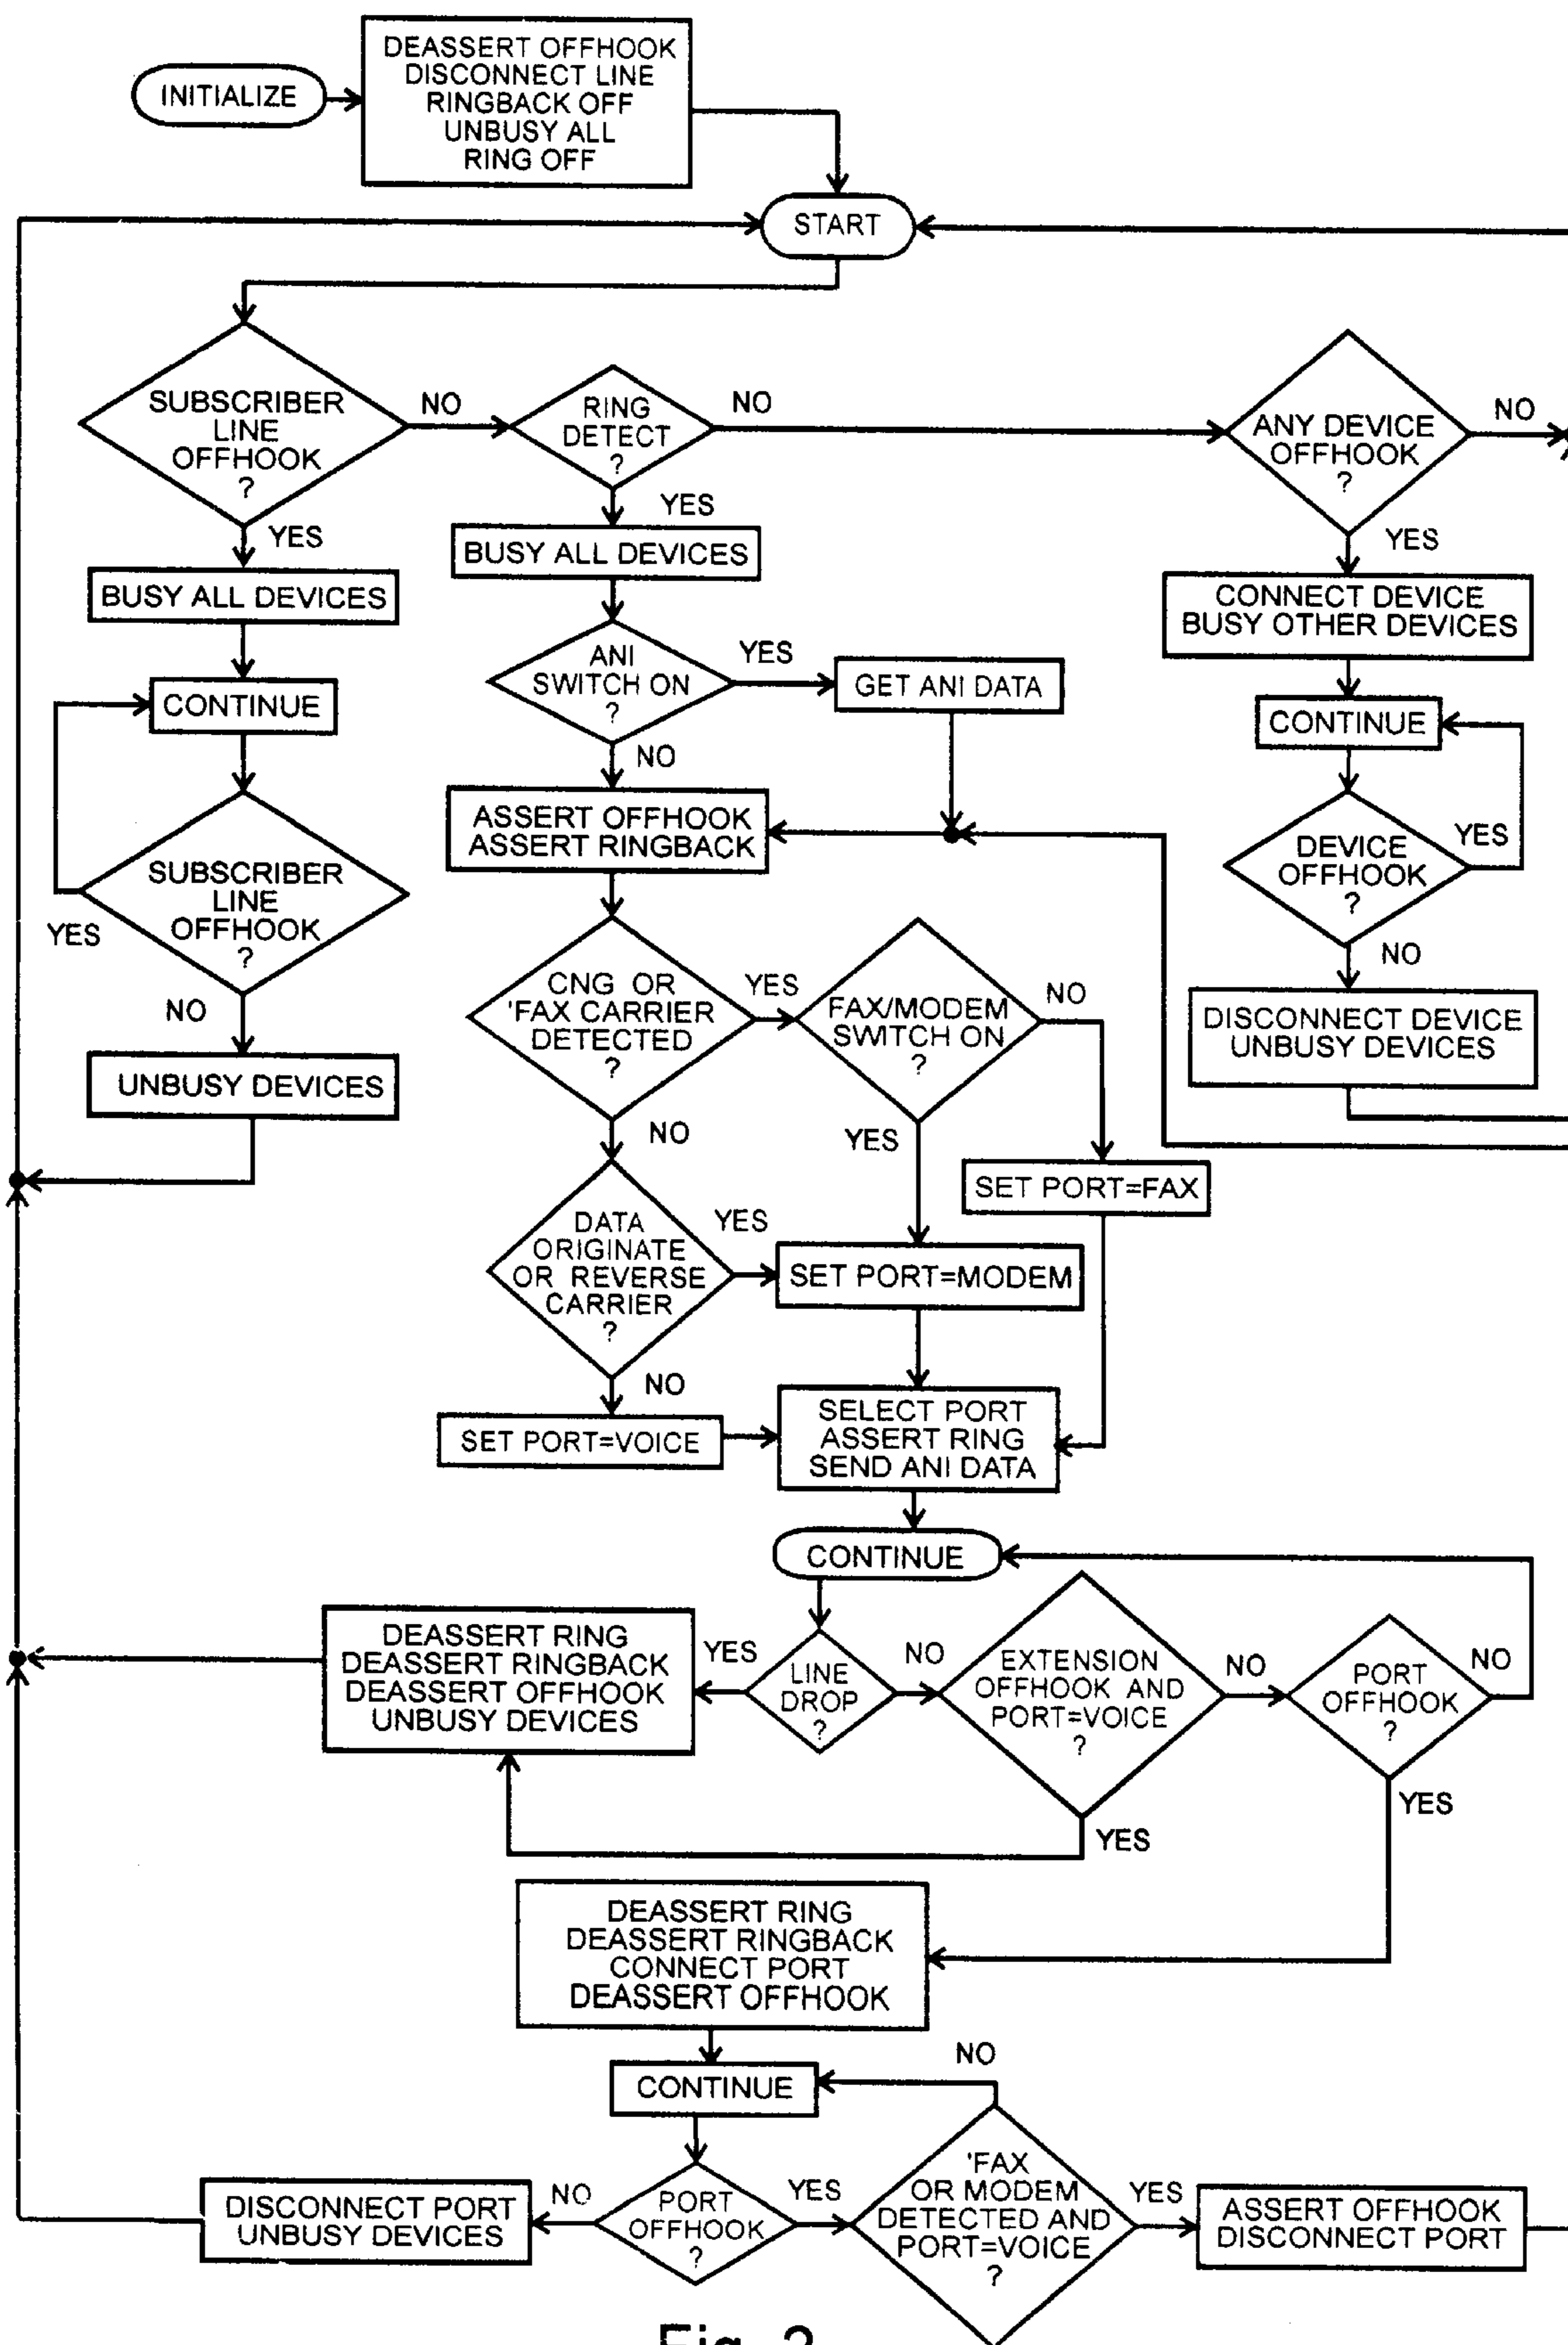 DEASSERT OFFHOOK
DISCONNECT LINE
RINGBACK OFF
UNBUSY ALL
RING OFF
INITIALIZE
START
SUBSCRIBER
LINE
OFFHOOK
?
NO
YES
RING
DETECT
?
NO
YES
ANY DEVICE
OFFHOOK
?
NO
YES
BUSY ALL DEVICES
CONTINUE
SUBSCRIBER
LINE
OFFHOOK
?
YES
NO
UNBUSY DEVICES
BUSY ALL DEVICES
ANI
SWITCH ON
?
YES
NO
GET ANI DATA
ASSERT OFFHOOK
ASSERT RINGBACK
CONNECT DEVICE
BUSY OTHER DEVICES
CONTINUE
DEVICE
OFFHOOK
?
YES
NO
DISCONNECT DEVICE
UNBUSY DEVICES
CNG OR
'FAX CARRIER
DETECTED
?
YES
NO
FAX/MODEM
SWITCH ON
?
NO
YES
SET PORT=FAX
DATA
ORIGINATE
OR REVERSE
CARRIER
?
YES
NO
SET PORT=MODEM
SET PORT=VOICE
SELECT PORT
ASSERT RING
SEND ANI DATA
CONTINUE
DEASSERT RING
DEASSERT RINGBACK
DEASSERT OFFHOOK
UNBUSY DEVICES
YES
LINE
DROP
?
NO
EXTENSION
OFFHOOK AND
PORT=VOICE
?
NO
YES
PORT
OFFHOOK
?
NO
YES
DEASSERT RING
DEASSERT RINGBACK
CONNECT PORT
DEASSERT OFFHOOK
CONTINUE
NO
DISCONNECT PORT
UNBUSY DEVICES
NO
PORT
OFFHOOK
?
YES
'FAX
OR MODEM
DETECTED AND
PORT=VOICE
?
YES
ASSERT OFFHOOK
DISCONNECT PORT